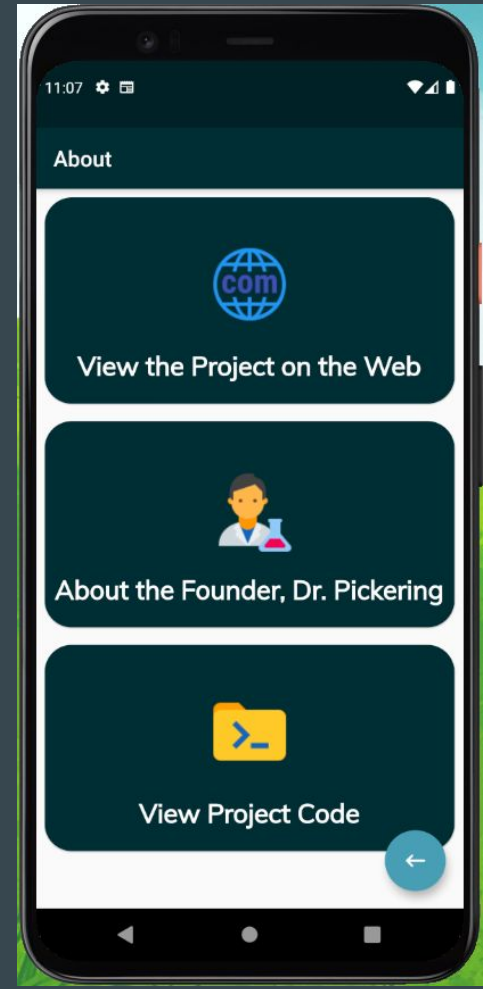 11:07
About
com
View the Project on the Web
About the Founder, Dr. Pickering
View Project Code